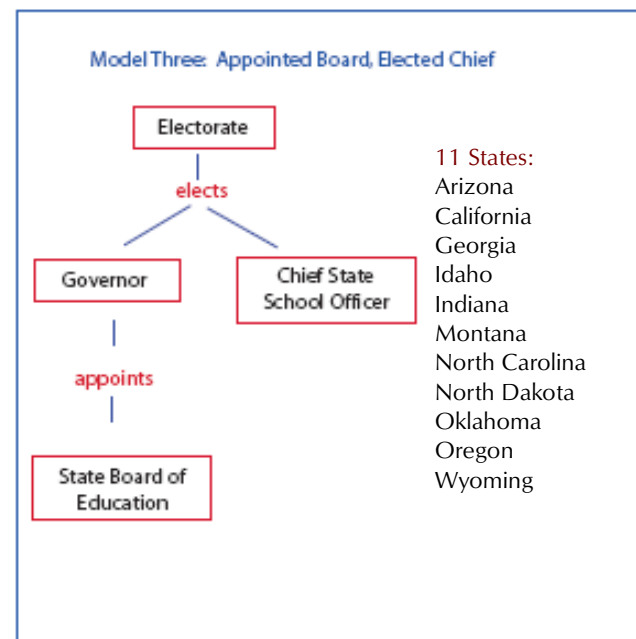 Model Three: Appointed Board, Elected Chief
Electorate
elects
Governor
Chief State
School Officer
appoints
State Board of
Education
11 States:
Arizona
California
Georgia
Idaho
Indiana
Montana
North Carolina
North Dakota
Oklahoma
Oregon
Wyoming